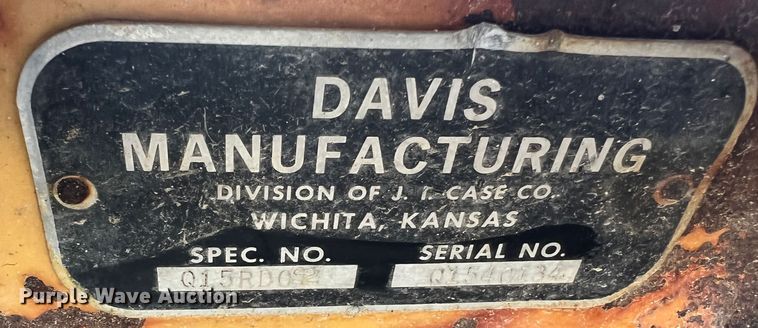 DAVIS
MANUFACTURING
DIVISION OF J. I. CASE CO
WICHITA, KANSAS
SPEC. NO. SERIAL NO.
Purple Wave Auction